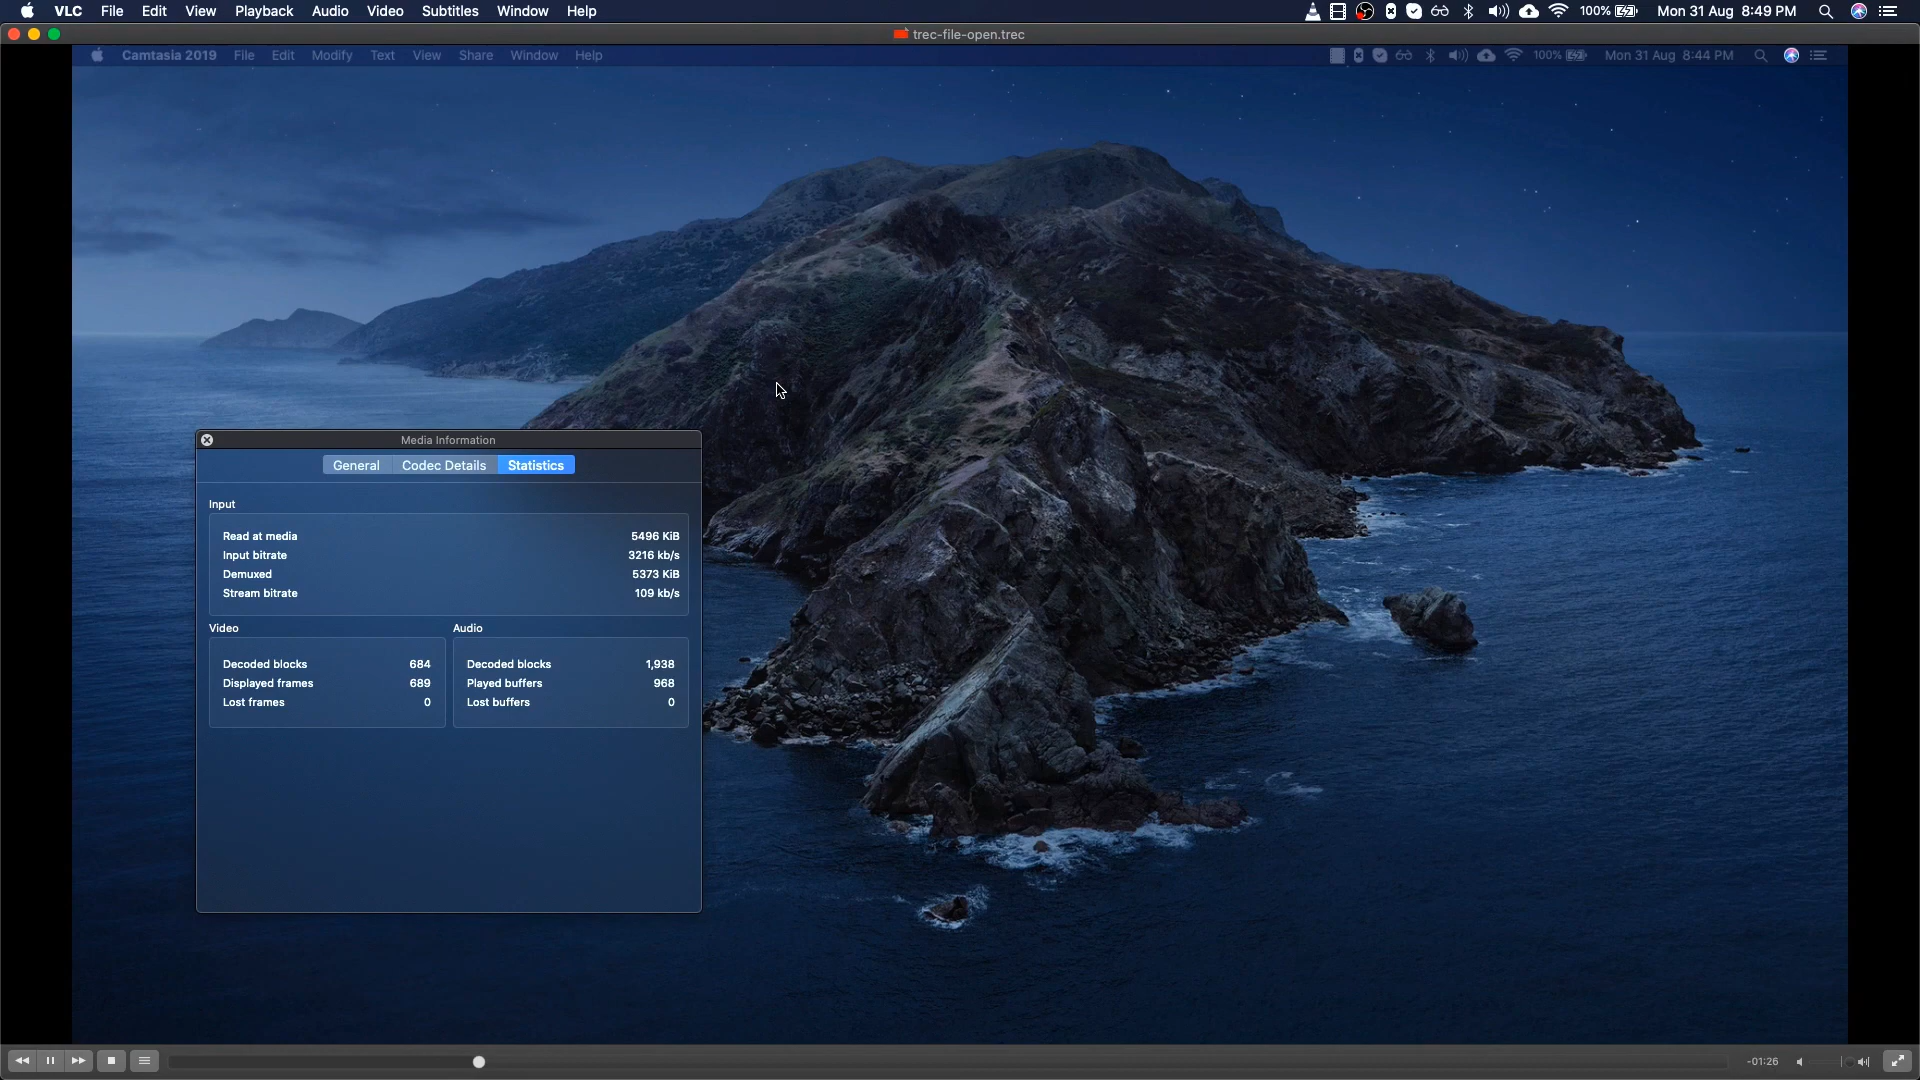 VLC File Edit View Playback Audio Video Subtitles Window Help 100% Mon 31 Aug 8:49 PM
trec-file-open.trec
Camtasia 2019 File Edit Modify Text View Share Window Help 100% Mon 31 Aug 8:44 PM
Media Information
General Codec Details Statistics
Input
Read at media 5496 KiB
Input bitrate 3216 kb/s
Demuxed 5373 KiB
Stream bitrate 109 kb/s
Video Audio
Decoded blocks 684 Decoded blocks 1,938
Displayed frames 689 Played buffers 968
Lost frames 0 Lost buffers 0
-01:26